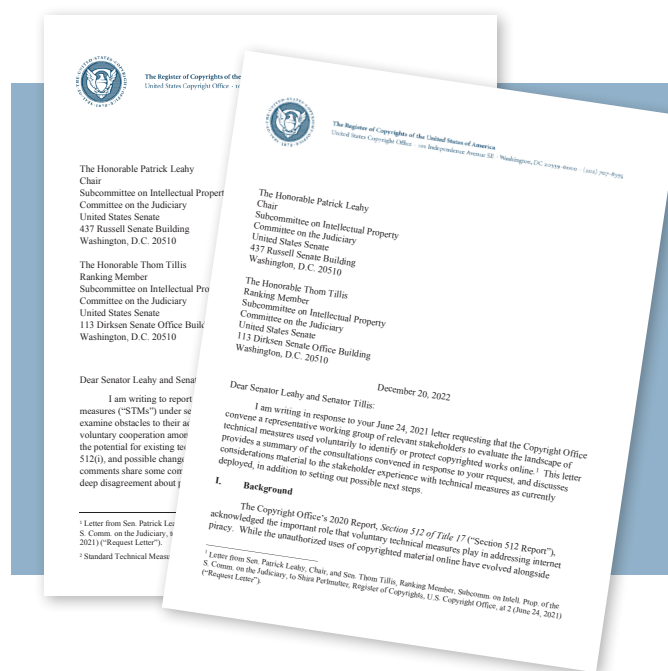 The Register of Copyrights of the
United States Copyright Office · 10
The Honorable Patrick Leahy
Chair
Subcommittee on Intellectual Propert
Committee on the Judiciary
United States Senate
437 Russell Senate Building
Washington, D.C. 20510
The Honorable Thom Tillis
Ranking Member
Subcommittee on Intellectual Pro
Committee on the Judiciary
United States Senate
113 Dirksen Senate Office Build
Washington, D.C. 20510
Dear Senator Leahy and Senat
I am writing to report
measures (“STMs”) under se
examine obstacles to their ad
voluntary cooperation amon
the potential for existing te
512(i), and possible change
comments share some com
deep disagreement about p
1 Letter from Sen. Patrick Lea
S. Comm. on the Judiciary, to
2021) (“Request Letter”).
2 Standard Technical Measu
The Register of Copyrights of the United States of America
United States Copyright Office · 101 Independence Avenue SE · Washington, DC 20559-6000 · (202) 707-8350
The Honorable Patrick Leahy
Chair
Subcommittee on Intellectual Property
Committee on the Judiciary
United States Senate
437 Russell Senate Building
Washington, D.C. 20510
The Honorable Thom Tillis
Ranking Member
Subcommittee on Intellectual Property
Committee on the Judiciary
United States Senate
113 Dirksen Senate Office Building
Washington, D.C. 20510
December 20, 2022
Dear Senator Leahy and Senator Tillis:
I am writing in response to your June 24, 2021 letter requesting that the Copyright Office
convene a representative working group of relevant stakeholders to evaluate the landscape of
technical measures used voluntarily to identify or protect copyrighted works online.1 This letter
provides a summary of the consultations convened in response to your request, and discusses
considerations material to the stakeholder experience with technical measures as currently
deployed, in addition to setting out possible next steps.
I. Background
The Copyright Office’s 2020 Report, Section 512 of Title 17 (“Section 512 Report”),
acknowledged the important role that voluntary technical measures play in addressing internet
piracy. While the unauthorized uses of copyrighted material online have evolved alongside
1 Letter from Sen. Patrick Leahy, Chair, and Sen. Thom Tillis, Ranking Member, Subcomm. on Intell. Prop. of the
S. Comm. on the Judiciary, to Shira Perlmutter, Register of Copyrights, U.S. Copyright Office, at 2 (June 24, 2021)
(“Request Letter”).